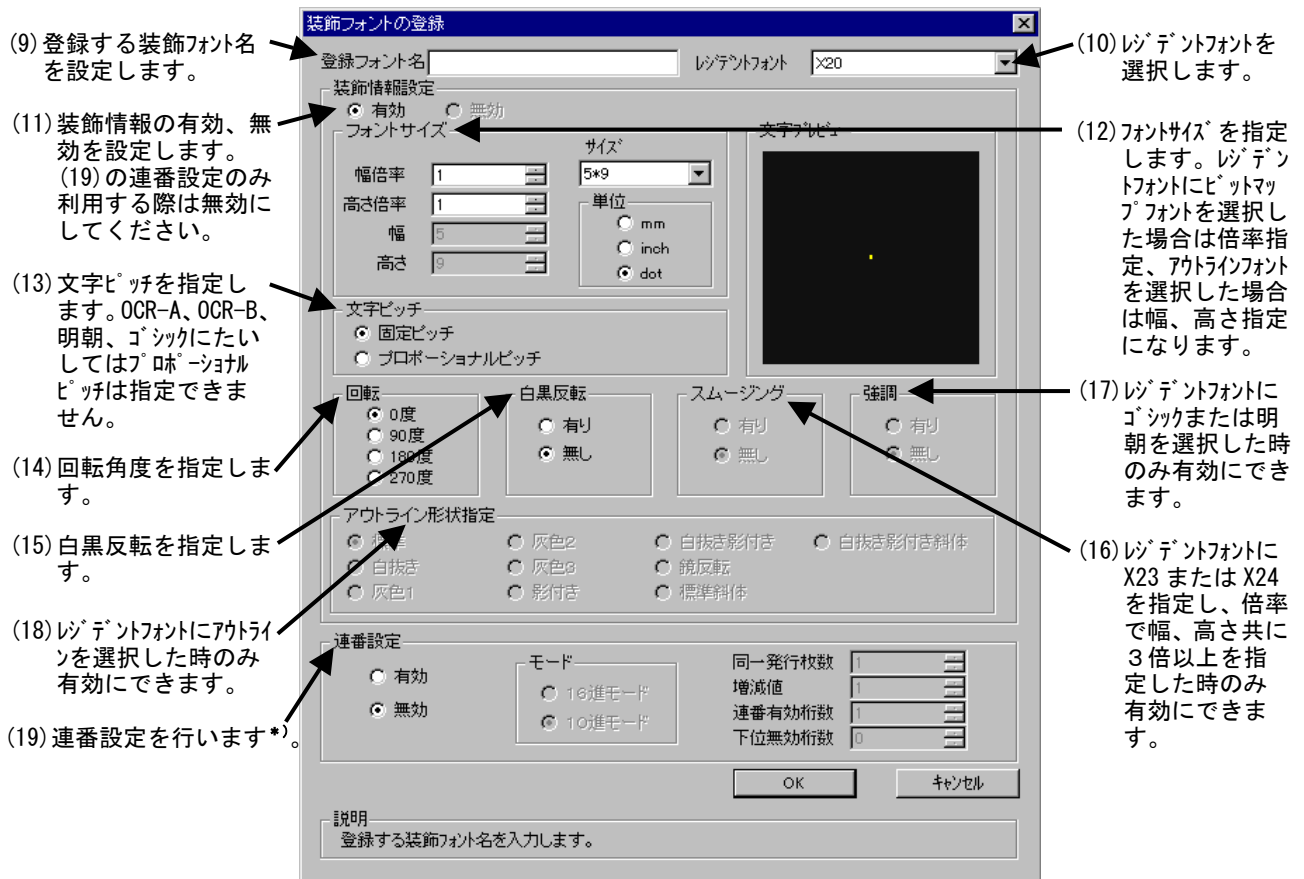 装飾フォントの登録
(9) 登録する装飾ﾌｫﾝﾄ名
を設定します。
登録フォント名
ﾚｼﾞﾃﾞﾝﾄフォント
X20
(10) ﾚｼﾞﾃﾞﾝﾄフォントを
選択します。
装飾情報設定
有効
無効
(11) 装飾情報の有効、無
効を設定します。
(19)の連番設定のみ
利用する際は無効に
してください。
フォントサイズ
幅倍率 1
高さ倍率 1
幅 5
高さ 9
ｻｲｽﾞ
5*9
単位
mm
inch
dot
文字ﾌﾟﾚﾋﾞｭｰ
(12) ﾌｫﾝﾄｻｲｽﾞを指定
します。ﾚｼﾞﾃﾞﾝ
ﾄフォントにﾋﾞｯﾄﾏｯ
ﾌﾟフォントを選択し
た場合は倍率指
定、ｱｳﾄﾗｲﾝﾌｫﾝﾄ
を選択した場合
は幅、高さ指定
になります。
(13) 文字ﾋﾟｯﾁを指定し
ます。OCR-A、OCR-B、
明朝、ｺﾞｼｯｸにたい
してはﾌﾟﾛﾎﾟｰｼｮﾅﾙ
ﾋﾟｯﾁは指定できま
せん。
文字ピッチ
固定ピッチ
プロポーショナルピッチ
回転
0度
90度
180度
270度
白黒反転
有り
無し
スムージング
有り
無し
強調
有り
無し
(17) ﾚｼﾞﾃﾞﾝﾄフォントに
ｺﾞｼｯｸまたは明
朝を選択した時
のみ有効にでき
ます。
(14) 回転角度を指定しま
す。
(15) 白黒反転を指定しま
す。
アウトライン形状指定
標準
灰色2
白抜き影付き
白抜き影付き斜体
白抜き
灰色3
鏡反転
灰色1
影付き
標準斜体
(16) ﾚｼﾞﾃﾞﾝﾄフォントに
X23 または X24
を指定し、倍率
で幅、高さ共に
３倍以上を指
定した時のみ
有効にできま
す。
(18) ﾚｼﾞﾃﾞﾝﾄフォントにｱｳﾄﾗｲ
ﾝを選択した時のみ
有効にできます。
(19) 連番設定を行います*)。
連番設定
有効
無効
モード
16進モード
10進モード
同一発行枚数 1
増減値 1
連番有効桁数 1
下位無効桁数 0
OK
ｷｬﾝｾﾙ
説明
登録する装飾ﾌｫﾝﾄ名を入力します。